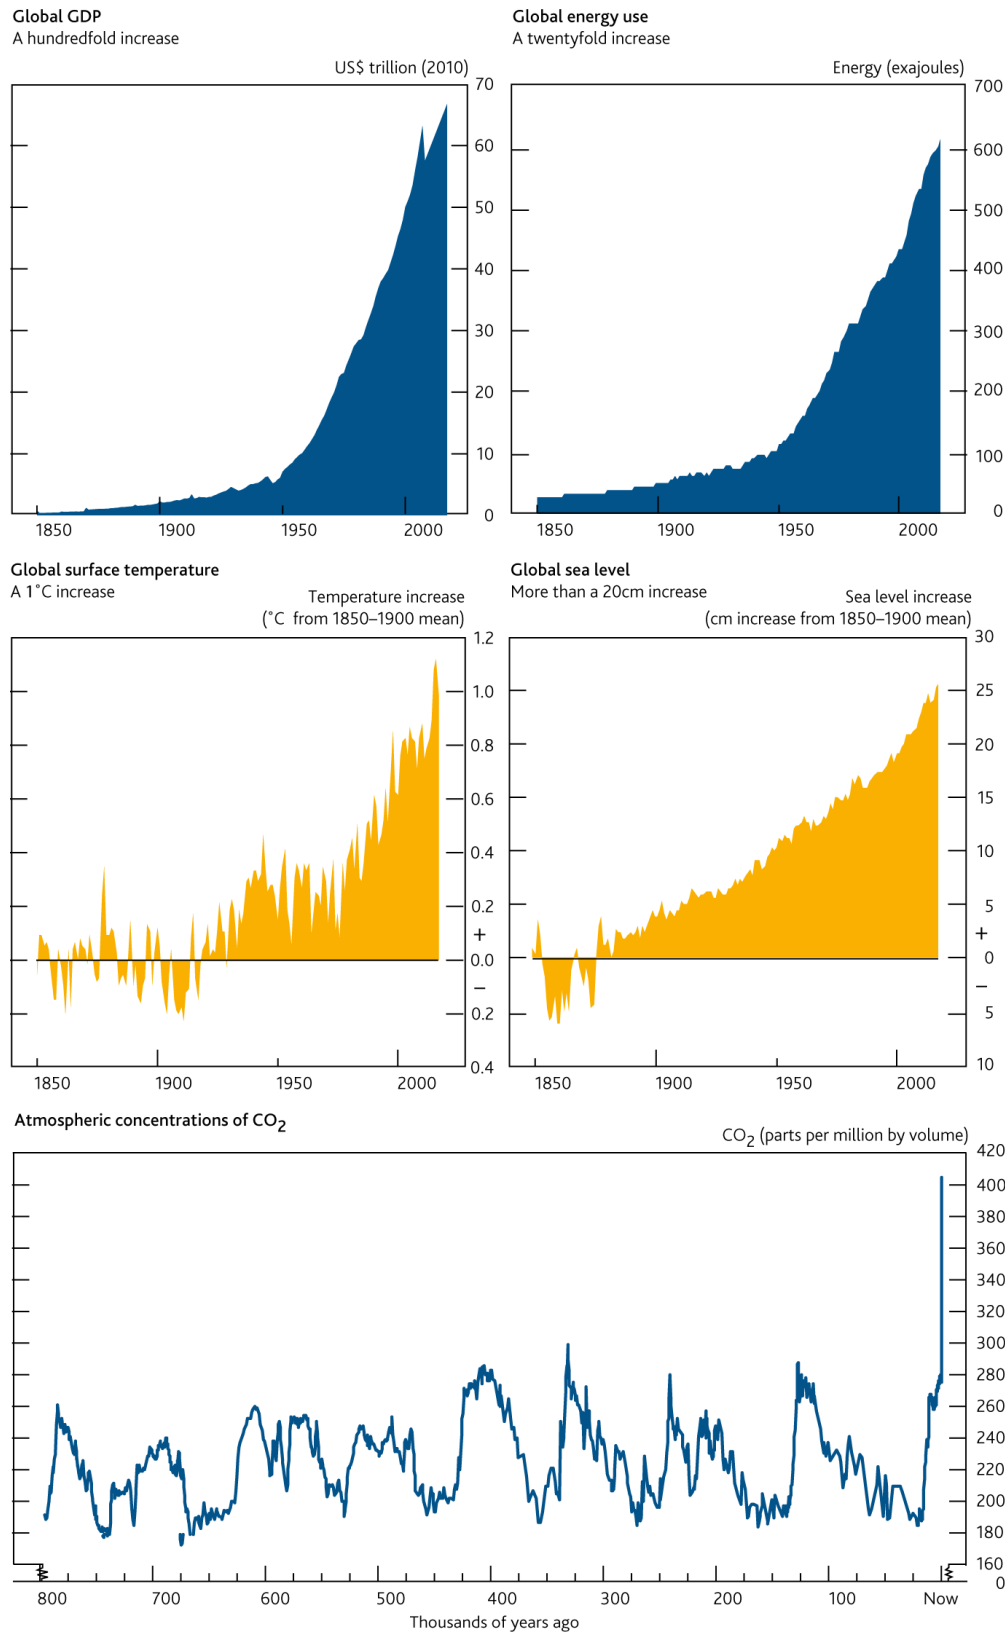 Global GDP
A hundredfold increase
US$ trillion (2010)
70
60
50
40
30
20
10
0
1850 1900 1950 2000
Global energy use
A twentyfold increase
Energy (exajoules)
700
600
500
400
300
200
100
0
1850 1900 1950 2000
Global surface temperature
A 1˚C increase
Temperature increase
(˚C from 1850–1900 mean)
1.2
1.0
0.8
0.6
0.4
0.2
+
0.0
–
0.2
0.4
1850 1900 1950 2000
Global sea level
More than a 20cm increase
Sea level increase
(cm increase from 1850–1900 mean)
30
25
20
15
10
5
+
0
–
5
10
1850 1900 1950 2000
Atmospheric concentrations of CO2
CO2 (parts per million by volume)
420
400
380
360
340
320
300
280
260
240
220
200
180
160
0
800 700 600 500 400 300 200 100 Now
Thousands of years ago